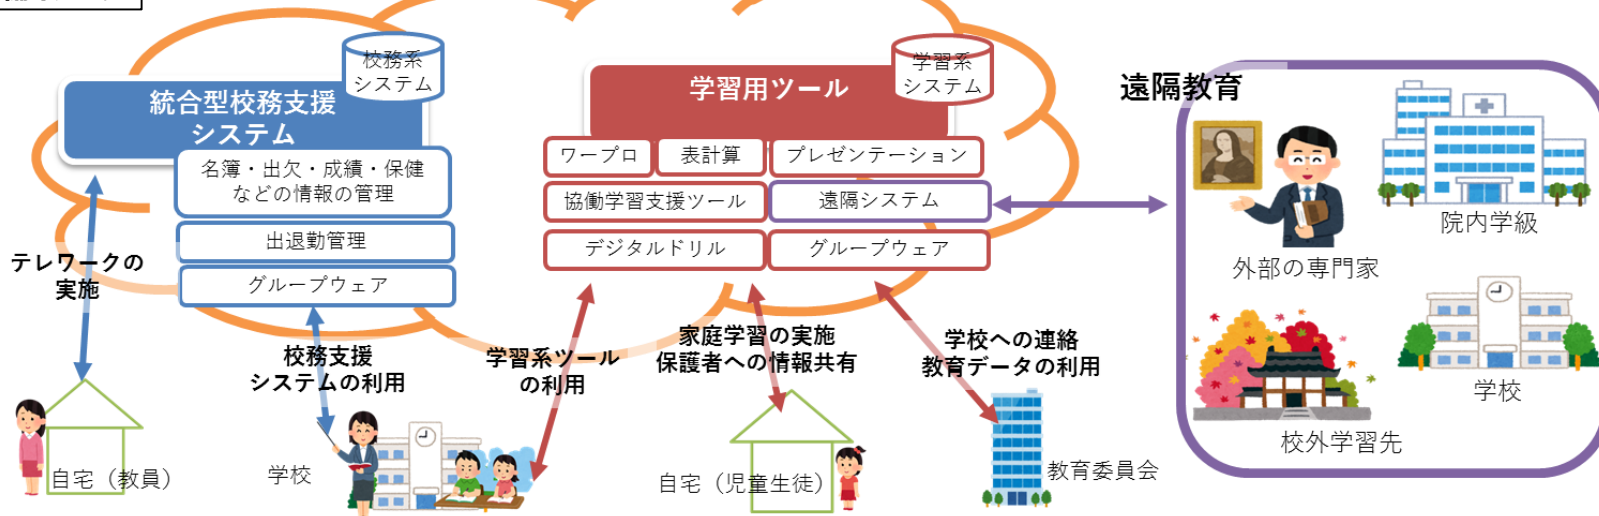 校務系
システム
統合型校務支援
システム
名簿・出欠・成績・保健
などの情報の管理
出退勤管理
グループウェア
学習系
システム
学習用ツール
ワープロ
表計算
プレゼンテーション
協働学習支援ツール
遠隔システム
デジタルドリル
グループウェア
遠隔教育
外部の専門家
院内学級
校外学習先
学校
テレワークの
実施
校務支援
システムの利用
学習系ツール
の利用
家庭学習の実施
保護者への情報共有
学校への連絡
教育データの利用
自宅（教員）
学校
自宅（児童生徒）
教育委員会